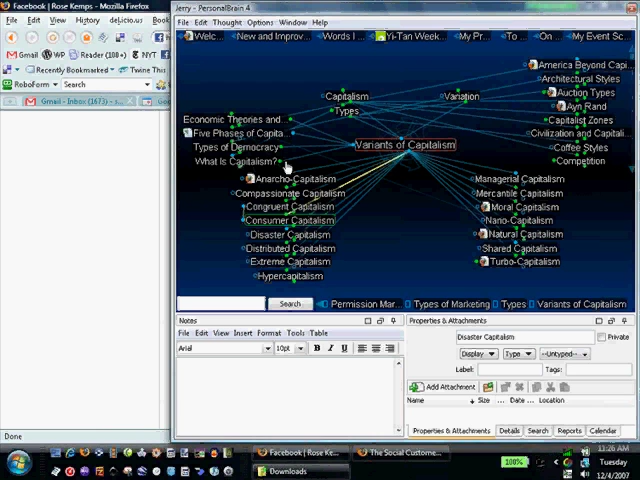 Facebook | Rose Kemps - Mozilla Firefox
File Edit View History del.icio.us Tools
Gmail WP Reader (100+) NYT
Recently Bookmarked Twine This
RoboForm
Gmail - Inbox (1673) - ...
Done
Jerry - PersonalBrain 4
File Edit Thought Options Window Help
Welc... New and Improv... Words I ... Yi-Tan Week... My Pr... To ... On ... My Event Sc...
America Beyond Capi...
Architectural Styles
Auction Types
Ayn Rand
Capitalist Zones
Civilization and Capitali...
Coffee Styles
Competition
Capitalism
Variation
Types
Economic Theories and...
Five Phases of Capita...
Types of Democracy
What Is Capitalism?
Variants of Capitalism
Anarcho-Capitalism
Compassionate Capitalism
Congruent Capitalism
Consumer Capitalism
Disaster Capitalism
Distributed Capitalism
Extreme Capitalism
Hypercapitalism
Managerial Capitalism
Mercantile Capitalism
Moral Capitalism
Nano-Capitalism
Natural Capitalism
Shared Capitalism
Turbo-Capitalism
Search
Permission Mar... Types of Marketing Types Variants of Capitalism
Notes
File Edit View Insert Format Tools Table
Arial 10pt B I U
Properties & Attachments
Disaster Capitalism Private
Display Type --Untyped--
Label: Tags:
Add Attachment
Name Size ... Date ... Location
Properties & Attachments Details Search Reports Calendar
Facebook | Rose Ke... The Social Custome...
Downloads
100%
11:26 AM
Tuesday
12/4/2007